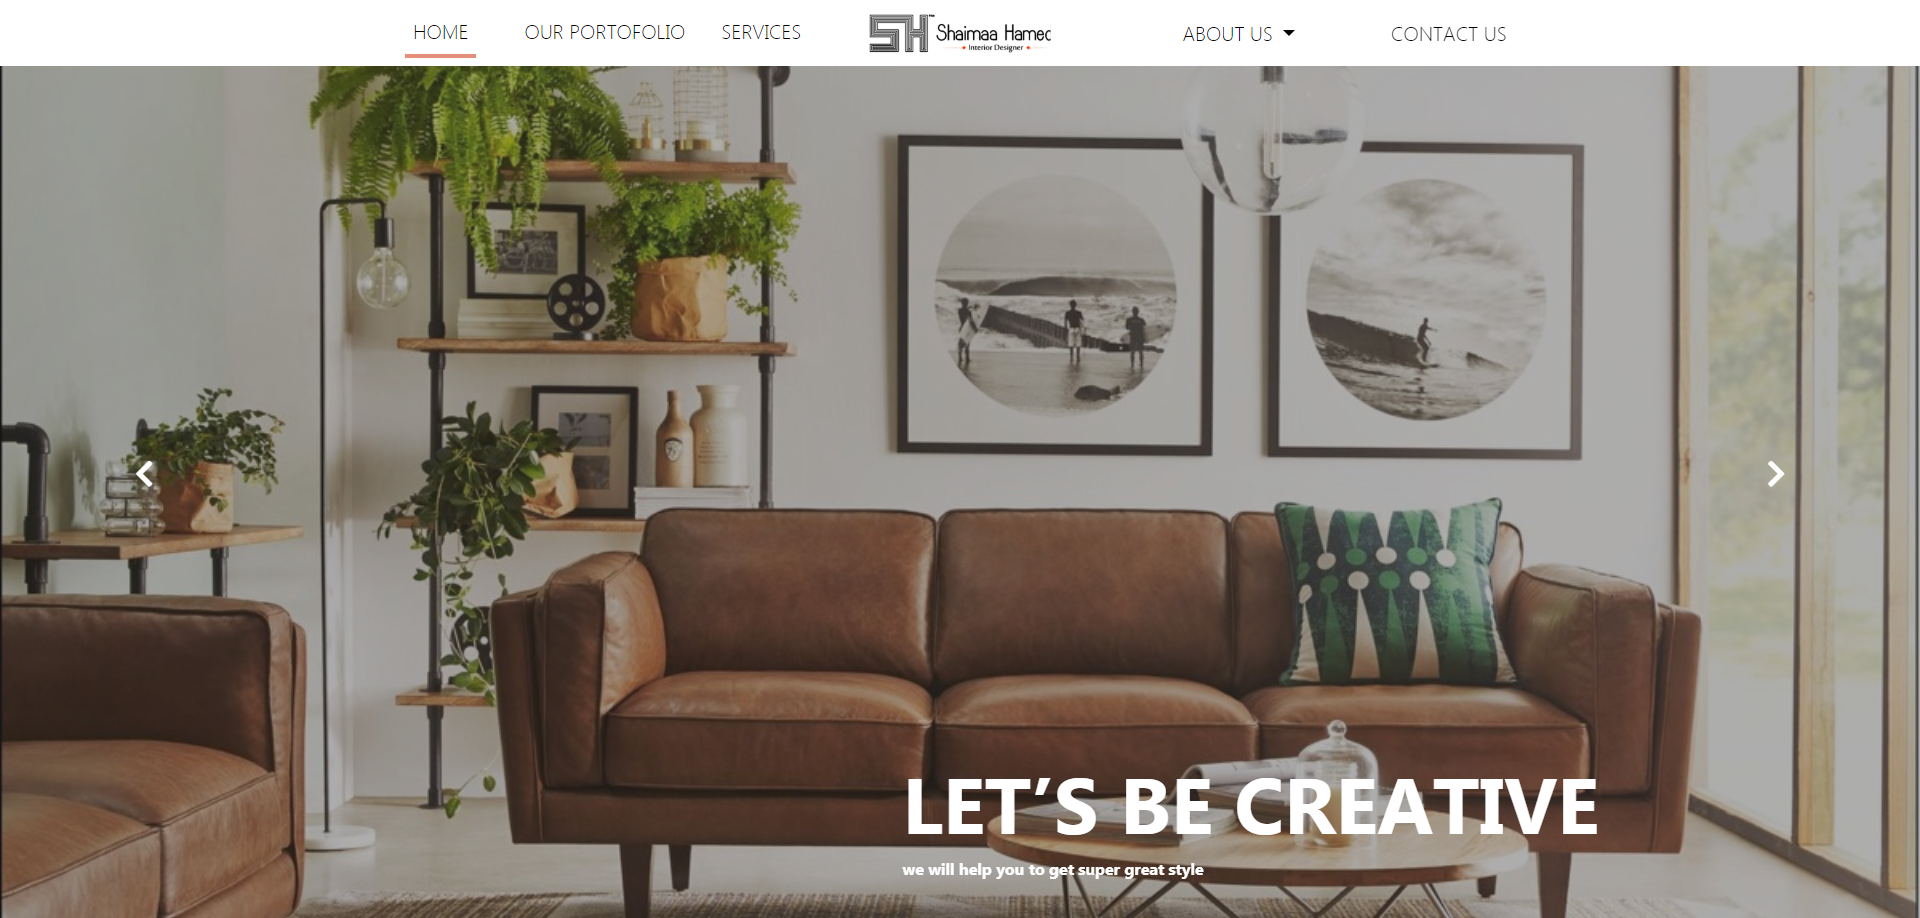 HOME
OUR PORTOFOLIO
SERVICES
SH™
Shaimaa Hamed
Interior Designer
ABOUT US
CONTACT US
LET'S BE CREATIVE
we will help you to get super great style